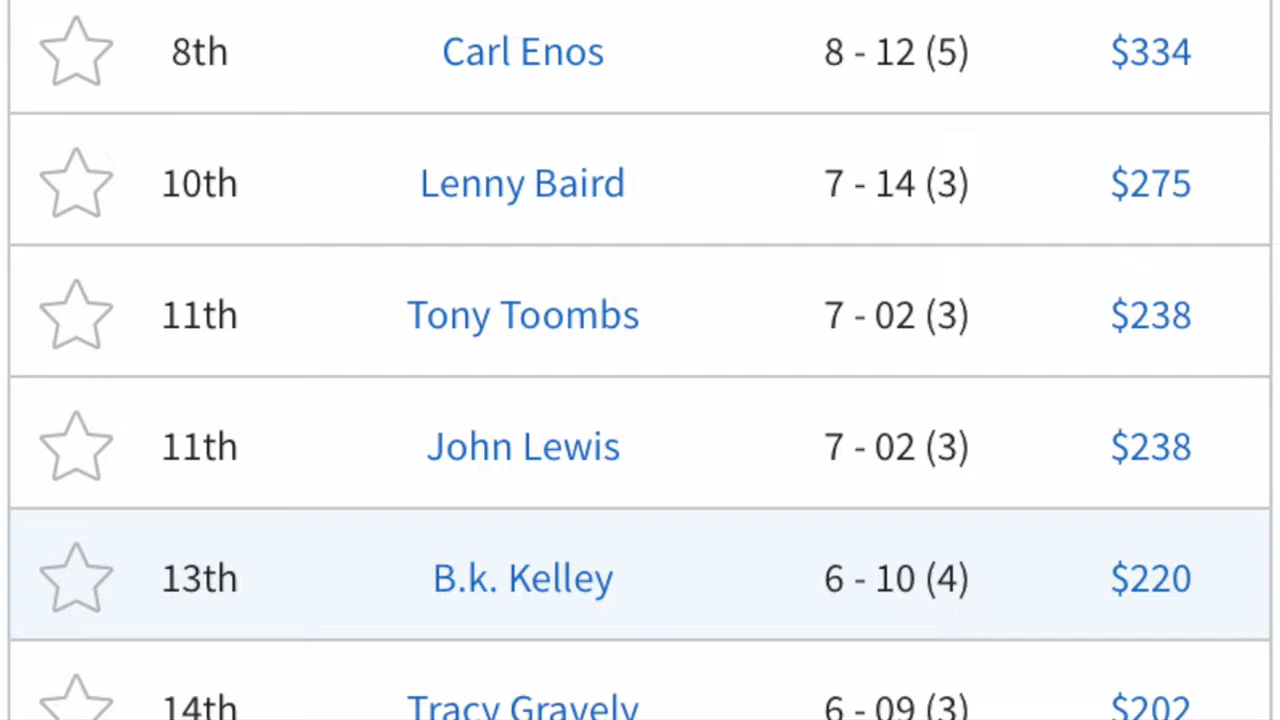 8th Carl Enos 8 - 12 (5) $334
10th Lenny Baird 7 - 14 (3) $275
11th Tony Toombs 7 - 02 (3) $238
11th John Lewis 7 - 02 (3) $238
13th B.k. Kelley 6 - 10 (4) $220
14th Tracy Gravely 6 - 09 (3) $202